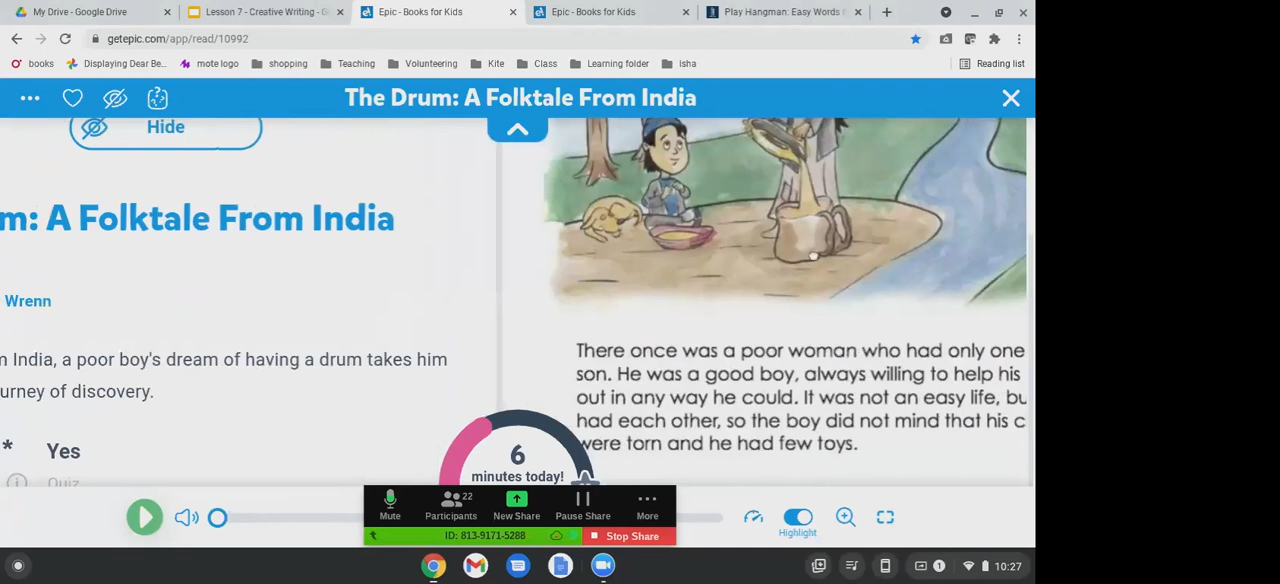 My Drive - Google Drive
Lesson 7 - Creative Writing - G
Epic - Books for Kids
Epic - Books for Kids
Play Hangman: Easy Words
getepic.com/app/read/10992
books
Displaying Dear Be...
mote logo
shopping
Teaching
Volunteering
Kite
Class
Learning folder
Isha
Reading list
The Drum: A Folktale From India
Hide
m: A Folktale From India
Wrenn
m India, a poor boy's dream of having a drum takes him
urney of discovery.
* Yes
Quiz
There once was a poor woman who had only one
son. He was a good boy, always willing to help his
out in any way he could. It was not an easy life, bu
had each other, so the boy did not mind that his c
were torn and he had few toys.
6
minutes today!
Mute
Participants
22
New Share
Pause Share
More
ID: 813-9171-5288
Stop Share
Highlight
1
10:27